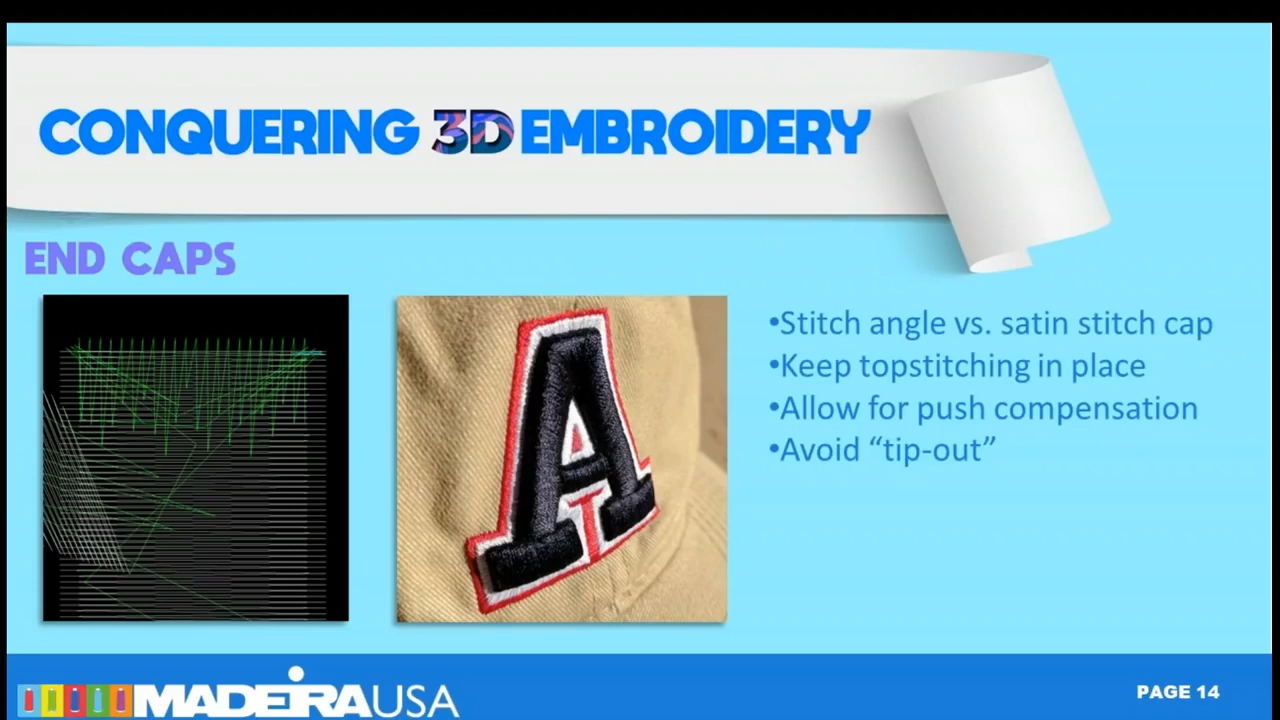 CONQUERING 3D EMBROIDERY
END CAPS
•Stitch angle vs. satin stitch cap
•Keep topstitching in place
•Allow for push compensation
•Avoid “tip-out”
A
MADEIRAUSA
PAGE 14